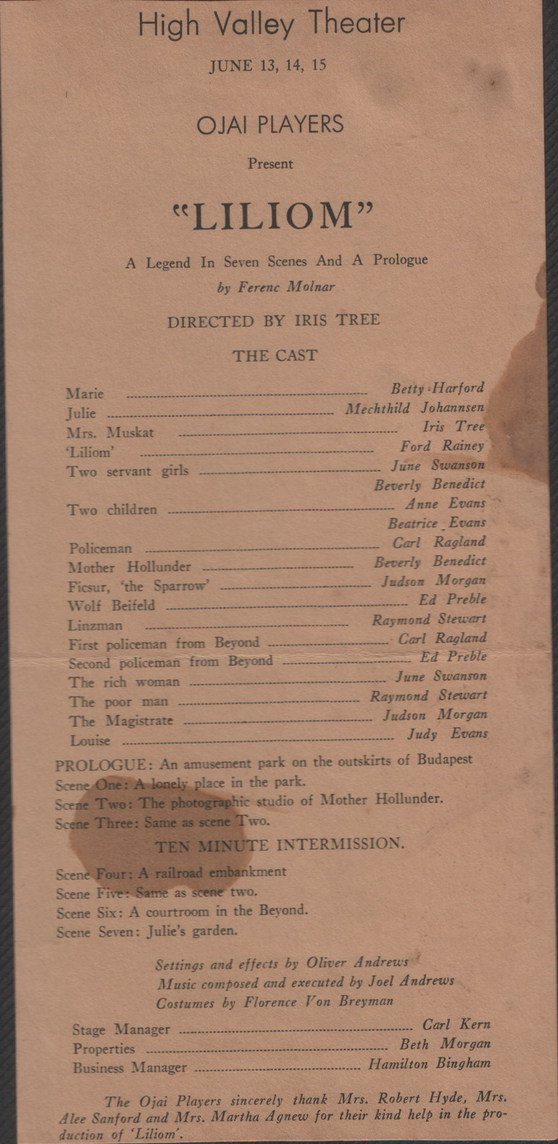 High Valley Theater
JUNE 13, 14, 15
OJAI PLAYERS
Present
"LILIOM"
A Legend In Seven Scenes And A Prologue
by Ferenc Molnar
DIRECTED BY IRIS TREE
THE CAST
Marie ........ Betty Harford
Julie ........ Mechthild Johannsen
Mrs. Muskat ........ Iris Tree
'Liliom' ........ Ford Rainey
Two servant girls ........ June Swanson
Beverly Benedict
Two children ........ Anne Evans
Beatrice Evans
Policeman ........ Carl Ragland
Mother Hollunder ........ Beverly Benedict
Ficsur, 'the Sparrow' ........ Judson Morgan
Wolf Beifeld ........ Ed Preble
Linzman ........ Raymond Stewart
First policeman from Beyond ........ Carl Ragland
Second policeman from Beyond ........ Ed Preble
The rich woman ........ June Swanson
The poor man ........ Raymond Stewart
The Magistrate ........ Judson Morgan
Louise ........ Judy Evans
PROLOGUE: An amusement park on the outskirts of Budapest
Scene One: A lonely place in the park.
Scene Two: The photographic studio of Mother Hollunder.
Scene Three: Same as scene Two.
TEN MINUTE INTERMISSION.
Scene Four: A railroad embankment
Scene Five: Same as scene two.
Scene Six: A courtroom in the Beyond.
Scene Seven: Julie's garden.
Settings and effects by Oliver Andrews
Music composed and executed by Joel Andrews
Costumes by Florence Von Breyman
Stage Manager ........ Carl Kern
Properties ........ Beth Morgan
Business Manager ........ Hamilton Bingham
The Ojai Players sincerely thank Mrs. Robert Hyde, Mrs.
Alee Sanford and Mrs. Martha Agnew for their kind help in the pro-
duction of 'Liliom'.